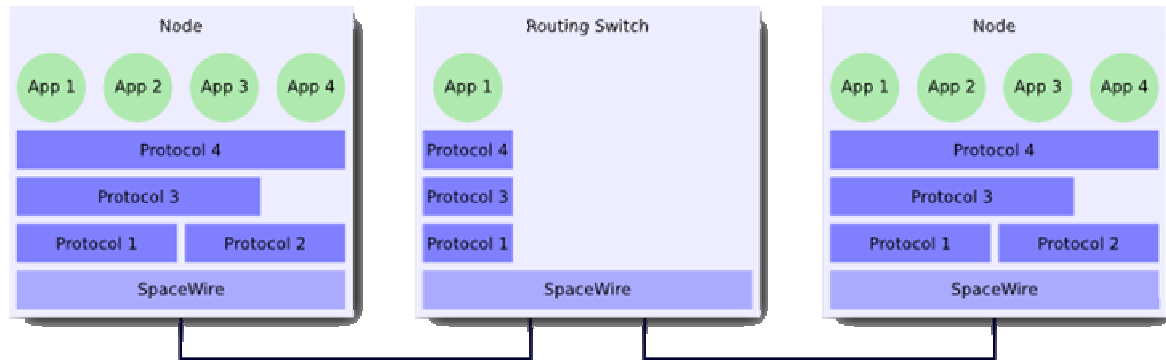 Node
App 1 App 2 App 3 App 4
Protocol 4
Protocol 3
Protocol 1 Protocol 2
SpaceWire
Routing Switch
App 1
Protocol 4
Protocol 3
Protocol 1
SpaceWire
Node
App 1 App 2 App 3 App 4
Protocol 4
Protocol 3
Protocol 1 Protocol 2
SpaceWire